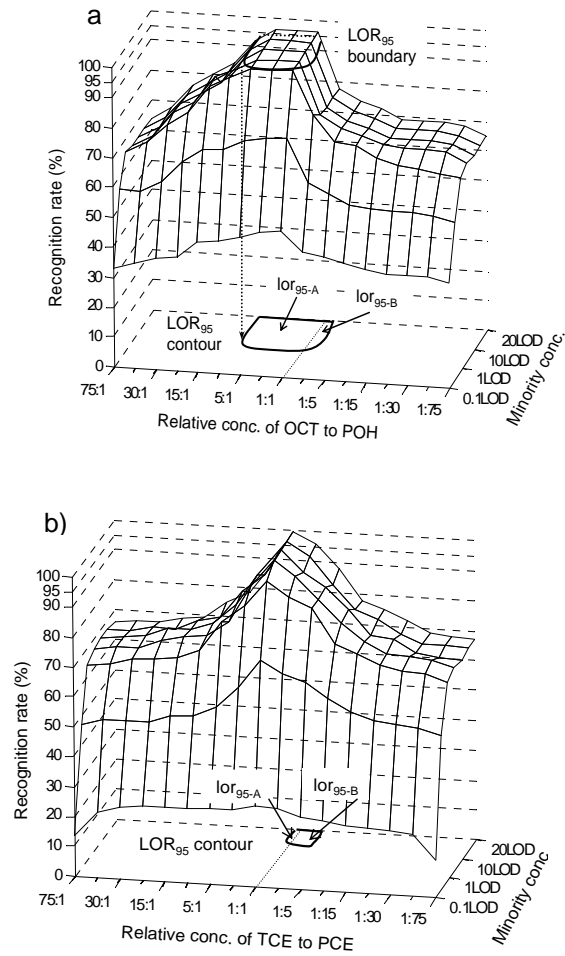 a
LOR95
boundary
100
95
90
80
70
60
50
40
30
20
10
0
Recognition rate (%)
lor95-A
lor95-B
LOR95
contour
75:1
30:1
15:1
5:1
1:1
1:5
1:15
1:30
1:75
Relative conc. of OCT to POH
20LOD
10LOD
1LOD
0.1LOD
Minority conc.
b)
100
95
90
80
70
60
50
40
30
20
10
0
Recognition rate (%)
lor95-A
lor95-B
LOR95 contour
75:1
30:1
15:1
5:1
1:1
1:5
1:15
1:30
1:75
Relative conc. of TCE to PCE
20LOD
10LOD
1LOD
0.1LOD
Minority conc